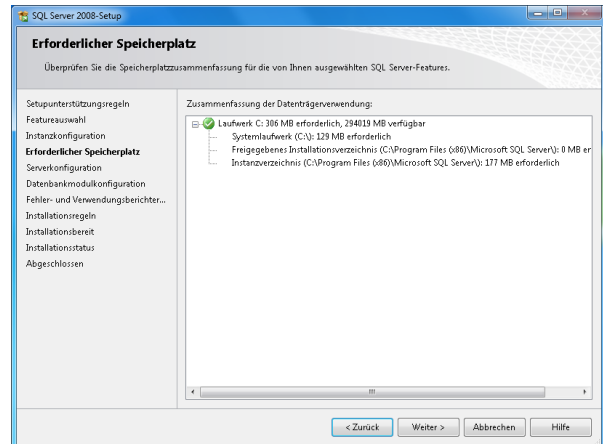 SQL Server 2008-Setup
Erforderlicher Speicherplatz
Überprüfen Sie die Speicherplatzzusammenfassung für die von Ihnen ausgewählten SQL Server-Features.
Setupunterstützungsregeln
Featureauswahl
Instanzkonfiguration
Erforderlicher Speicherplatz
Serverkonfiguration
Datenbankmodulkonfiguration
Fehler- und Verwendungsberichter...
Installationsregeln
Installationsbereit
Installationsstatus
Abgeschlossen
Zusammenfassung der Datenträgerverwendung:
Laufwerk C: 306 MB erforderlich, 294019 MB verfügbar
Systemlaufwerk (C:\): 129 MB erforderlich
Freigegebenes Installationsverzeichnis (C:\Program Files (x86)\Microsoft SQL Server\): 0 MB er
Instanzverzeichnis (C:\Program Files (x86)\Microsoft SQL Server\): 177 MB erforderlich
< Zurück
Weiter >
Abbrechen
Hilfe